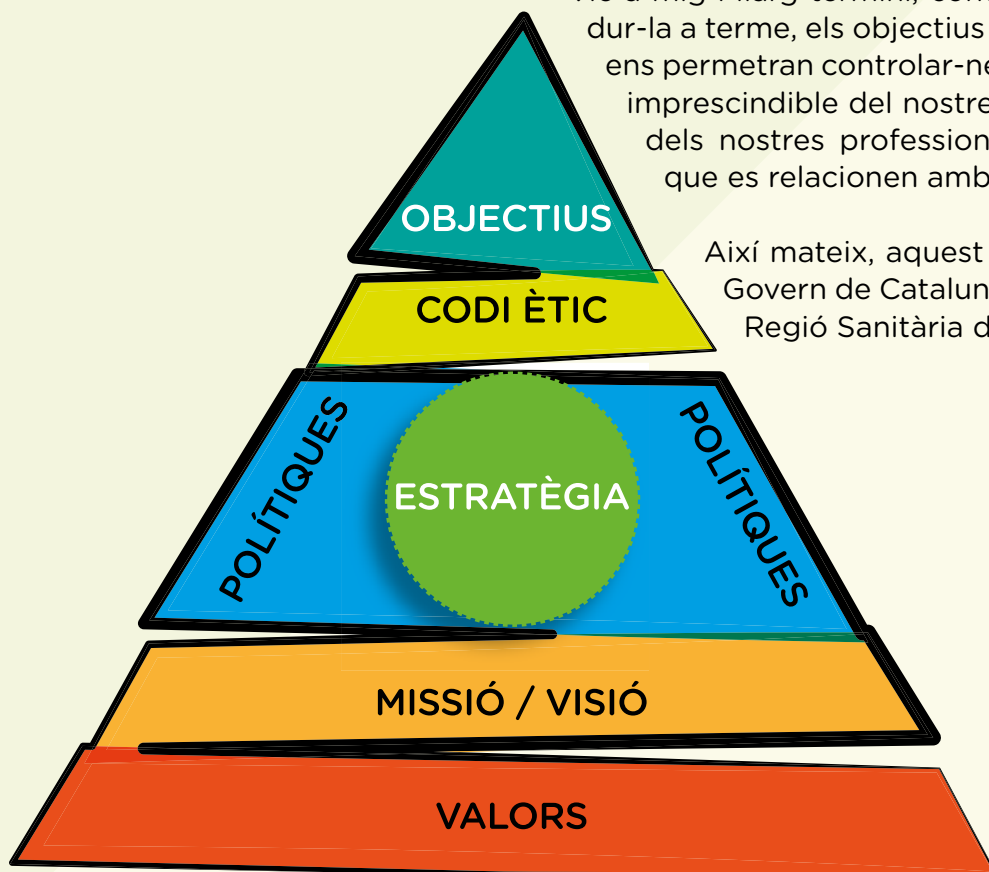 dur-la a terme, els objectius
ens permetran controlar-ne
imprescindible del nostre
dels nostres profession
que es relacionen amb
Així mateix, aquest
Govern de Catalun
Regió Sanitària d
OBJECTIUS
CODI ÈTIC
POLÍTIQUES
ESTRATÈGIA
POLÍTIQUES
MISSIÓ / VISIÓ
VALORS